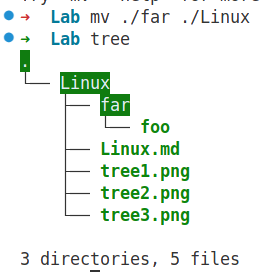 ➜ Lab mv ./far ./Linux
➜ Lab tree
.
└── Linux
    ├── far
    │   └── foo
    ├── Linux.md
    ├── tree1.png
    ├── tree2.png
    └── tree3.png
3 directories, 5 files